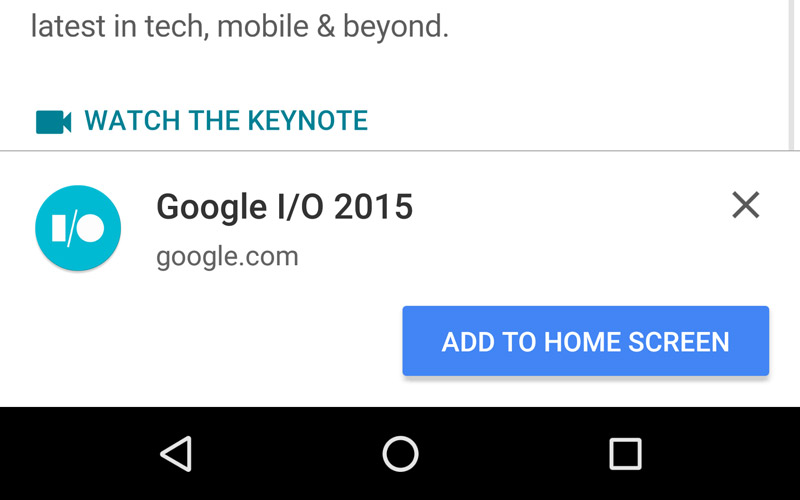 latest in tech, mobile & beyond.
WATCH THE KEYNOTE
I/O
Google I/O 2015
google.com
ADD TO HOME SCREEN